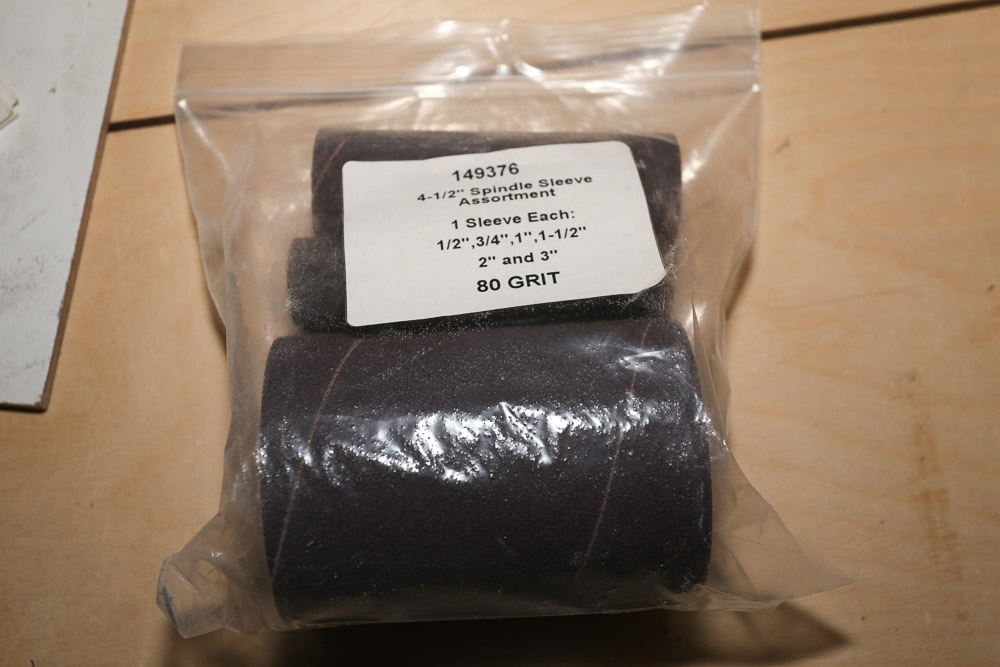 149376
4-1/2" Spindle Sleeve
Assortment
1 Sleeve Each:
1/2",3/4",1",1-1/2"
2" and 3"
80 GRIT